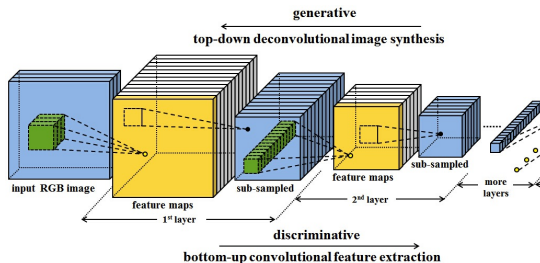 generative
top-down deconvolutional image synthesis
input RGB image
feature maps
sub-sampled
feature maps
sub-sampled
more
layers
1st layer
2nd layer
discriminative
bottom-up convolutional feature extraction